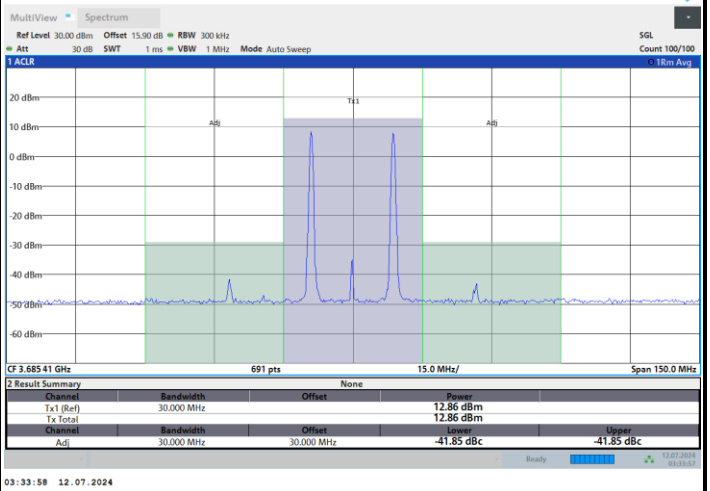 MultiView Spectrum
Ref Level 30.00 dBm Offset 15.90 dB RBW 300 kHz SGL
Att 30 dB SWT 1 ms VBW 1 MHz Mode Auto Sweep Count 100/100
1 ACLR 1Rm Avg
20 dBm
Tx1
10 dBm
Adj
Adj
0 dBm
-10 dBm
-20 dBm
-30 dBm
-40 dBm
-50 dBm
-60 dBm
CF 3.685 41 GHz 691 pts 15.0 MHz/ Span 150.0 MHz
2 Result Summary None
Channel Bandwidth Offset Power
Tx1 (Ref) 30.000 MHz 12.86 dBm
Tx Total 12.86 dBm
Channel Bandwidth Offset Lower Upper
Adj 30.000 MHz 30.000 MHz -41.85 dBc -41.85 dBc
Ready 12.07.2024
03:33:57
03:33:58 12.07.2024